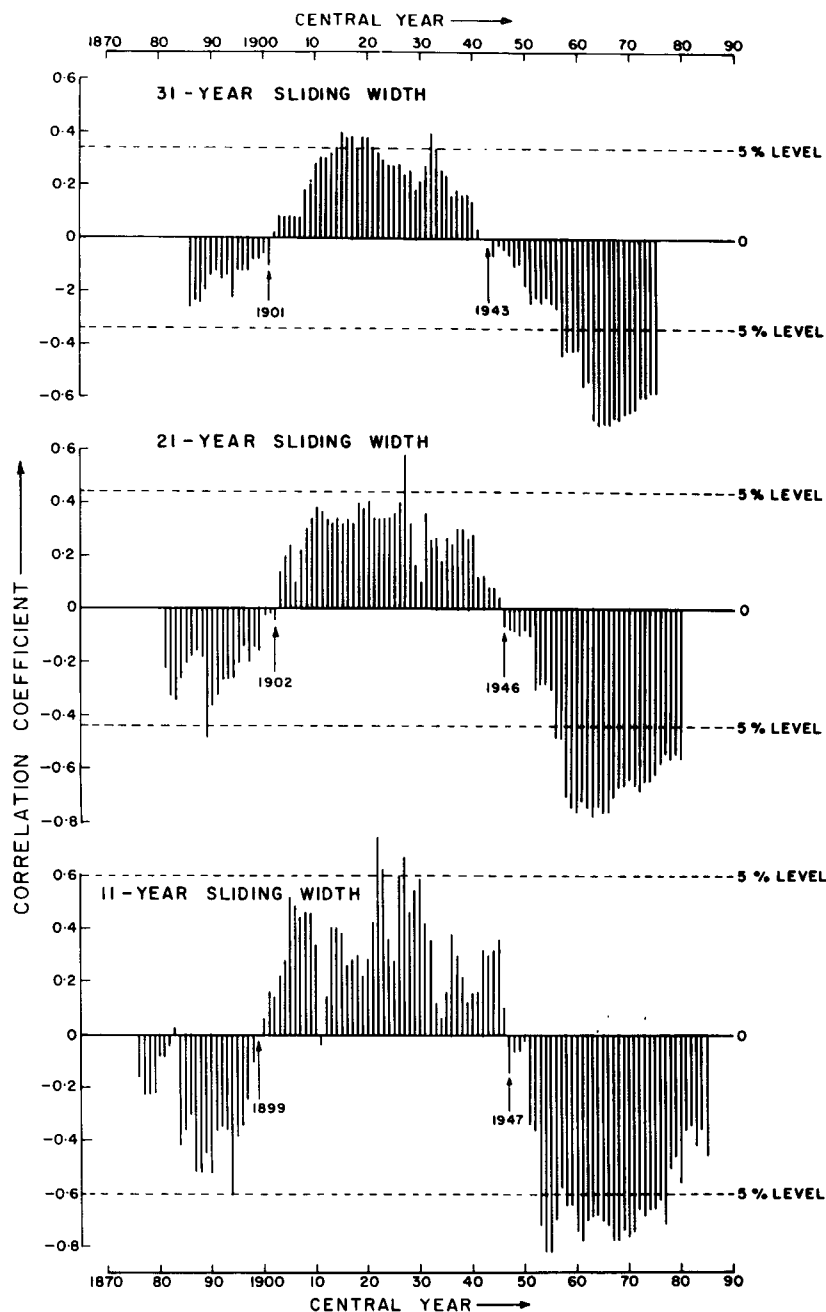 CENTRAL YEAR
1870 80 90 1900 10 20 30 40 50 60 70 80 90
0·6
31-YEAR SLIDING WIDTH
0·4
5% LEVEL
0·2
0 0
-·2
1901 1943
-0·4
5% LEVEL
-0·6
0·6
21-YEAR SLIDING WIDTH
0·4
5% LEVEL
0·2
0 0
-0·2
1902 1946
-0·4
5% LEVEL
-0·6
-0·8
CORRELATION COEFFICIENT
0·6
5 % LEVEL
11-YEAR SLIDING WIDTH
0·4
0·2
0 0
-0·2
1899 1947
-0·4
-0·6
5% LEVEL
-0·8
1870 80 90 1900 10 20 30 40 50 60 70 80 90
CENTRAL YEAR